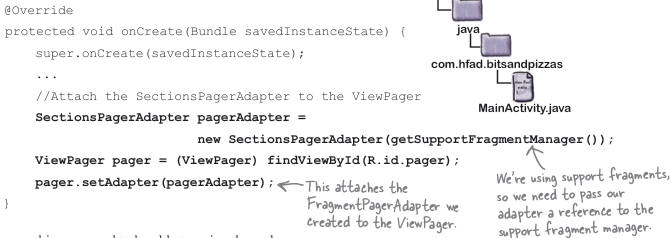 @Override
protected void onCreate(Bundle savedInstanceState) {
super.onCreate(savedInstanceState);
...
//Attach the SectionsPagerAdapter to the ViewPager
SectionsPagerAdapter pagerAdapter =
new SectionsPagerAdapter(getSupportFragmentManager());
ViewPager pager = (ViewPager) findViewById(R.id.pager);
pager.setAdapter(pagerAdapter);
}
java
com.hfad.bitsandpizzas
MainActivity.java
This attaches the
FragmentPagerAdapter we
created to the ViewPager.
We're using support fragments,
so we need to pass our
adapter a reference to the
support fragment manager.